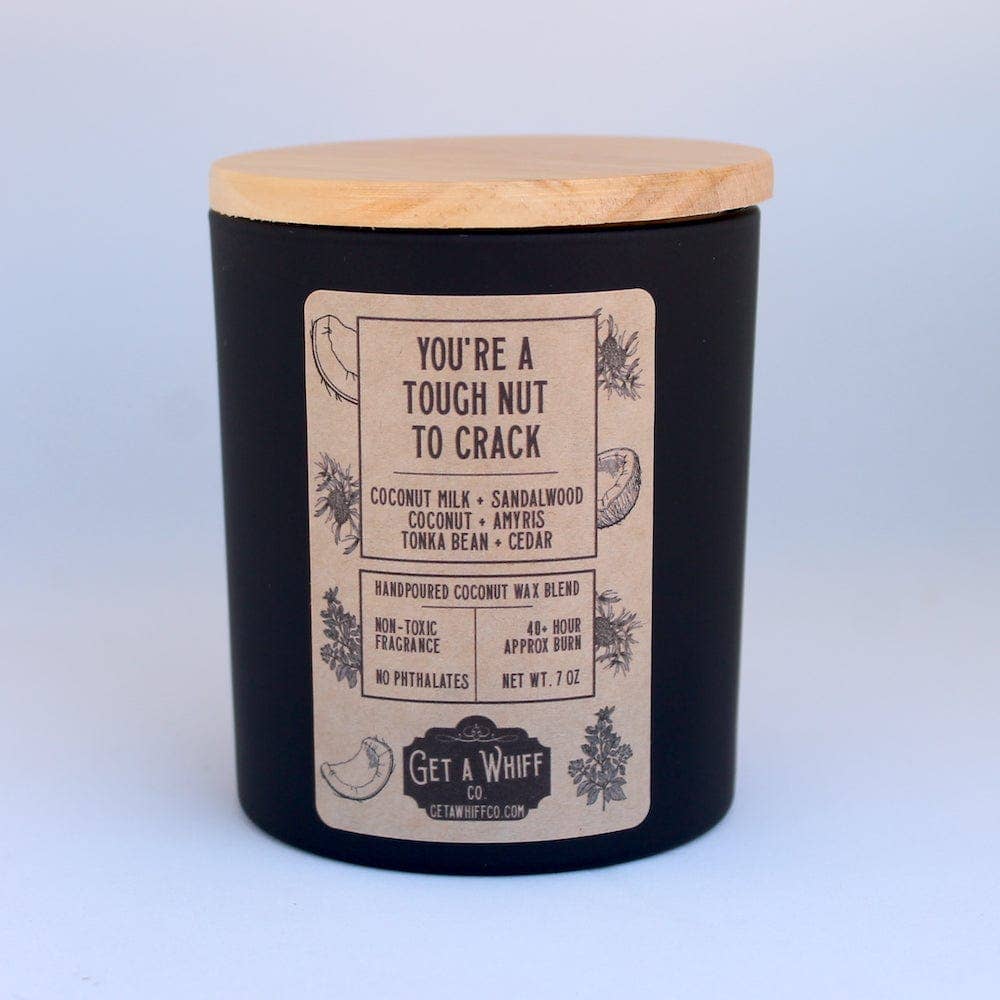 YOU'RE A
TOUGH NUT
TO CRACK
COCONUT MILK + SANDALWOOD
COCONUT + AMYRIS
TONKA BEAN + CEDAR
HANDPOURED COCONUT WAX BLEND
NON-TOXIC
FRAGRANCE
NO PHTHALATES
40+ HOUR
APPROX BURN
NET WT. 7 OZ
GET A WHIFF
CO.
GETAWHIFFCO.COM